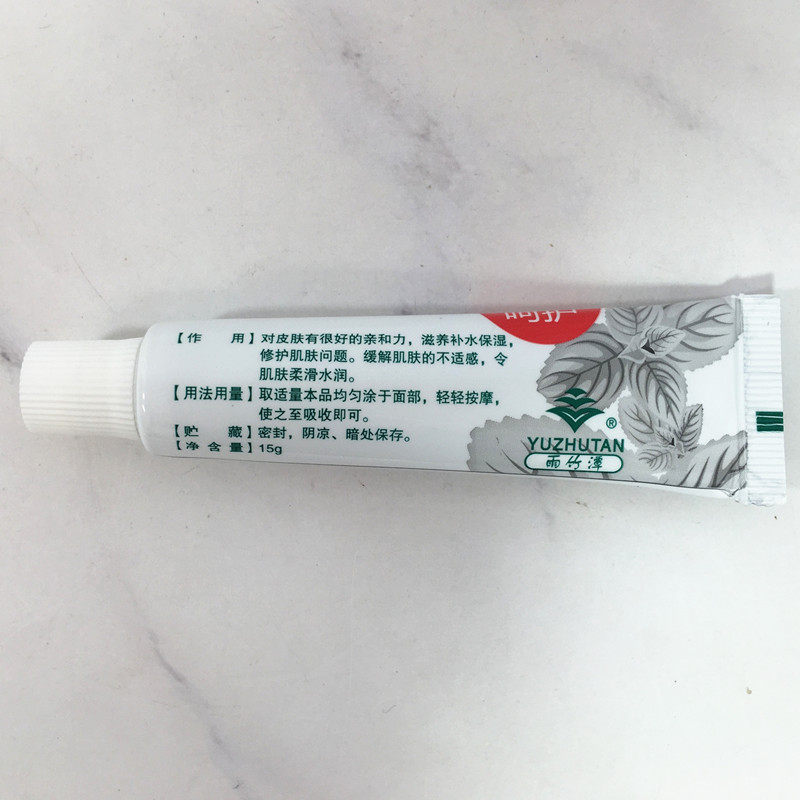 呵护
【作 用】对皮肤有很好的亲和力，滋养补水保湿，
修护肌肤问题。缓解肌肤的不适感，令
肌肤柔滑水润。
【用法用量】取适量本品均匀涂于面部，轻轻按摩，
使之至吸收即可。
【贮 藏】密封，阴凉、暗处保存。
【净 含 量】15g
®
YUZHUTAN
雨竹潭